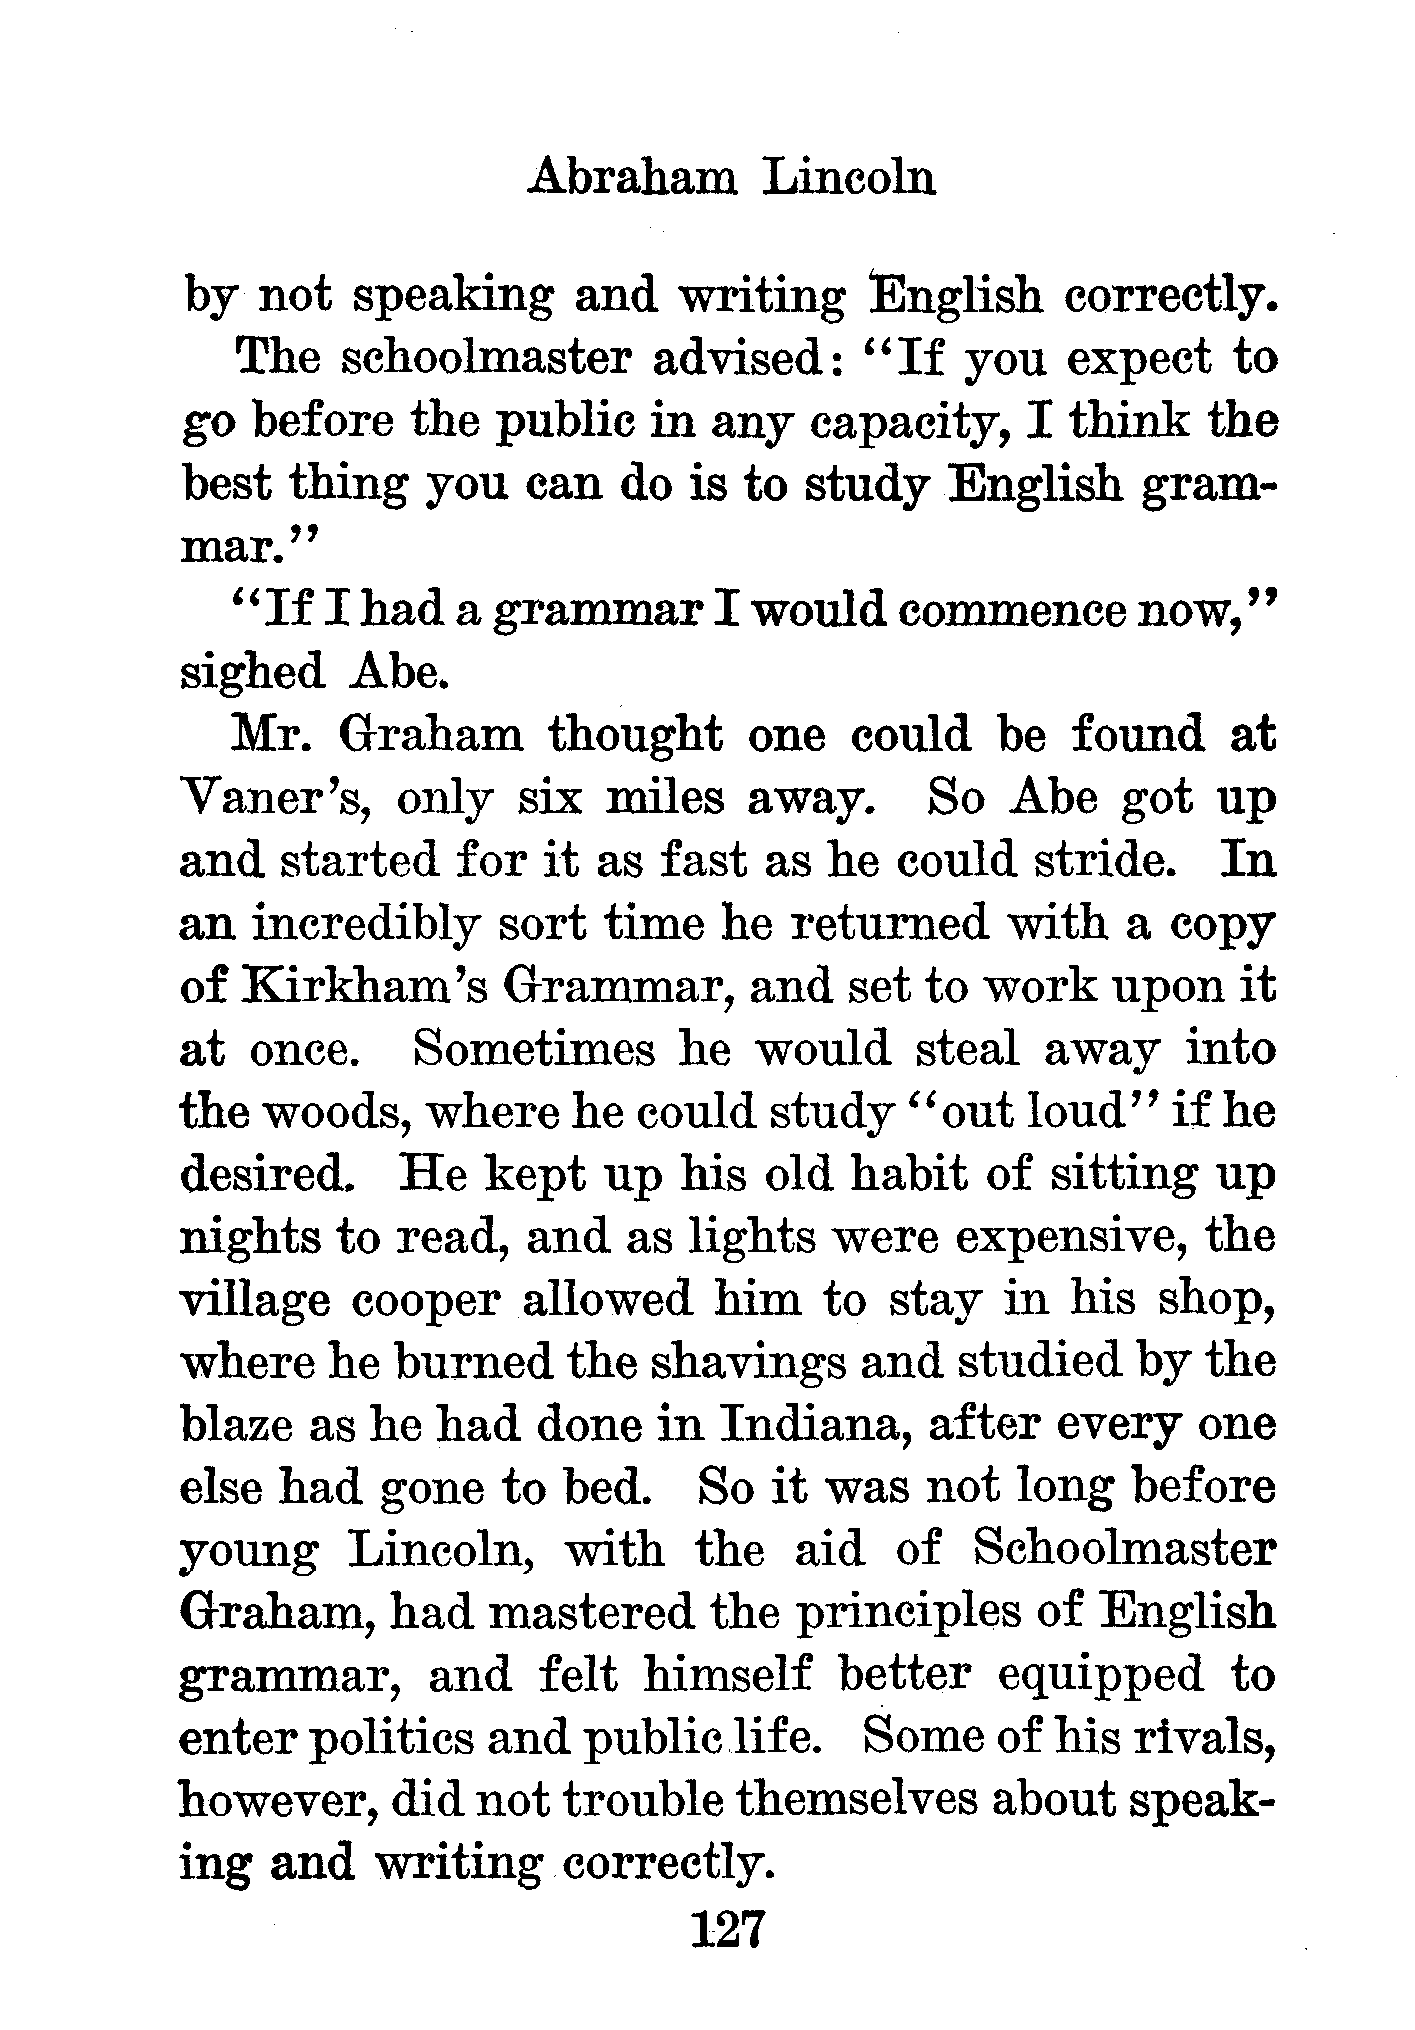 Abraham Lincoln
by not speaking and writing English correctly.
The schoolmaster advised: "If you expect to
go before the public in any capacity, I think the
best thing you can do is to study English gram-
mar."
"If I had a grammar I would commence now,"
sighed Abe.
Mr. Graham thought one could be found at
Vaner's, only six miles away. So Abe got up
and started for it as fast as he could stride. In
an incredibly sort time he returned with a copy
of Kirkham's Grammar, and set to work upon it
at once. Sometimes he would steal away into
the woods, where he could study "out loud" if he
desired. He kept up his old habit of sitting up
nights to read, and as lights were expensive, the
village cooper allowed him to stay in his shop,
where he burned the shavings and studied by the
blaze as he had done in Indiana, after every one
else had gone to bed. So it was not long before
young Lincoln, with the aid of Schoolmaster
Graham, had mastered the principles of English
grammar, and felt himself better equipped to
enter politics and public life. Some of his rivals,
however, did not trouble themselves about speak-
ing and writing correctly.
127